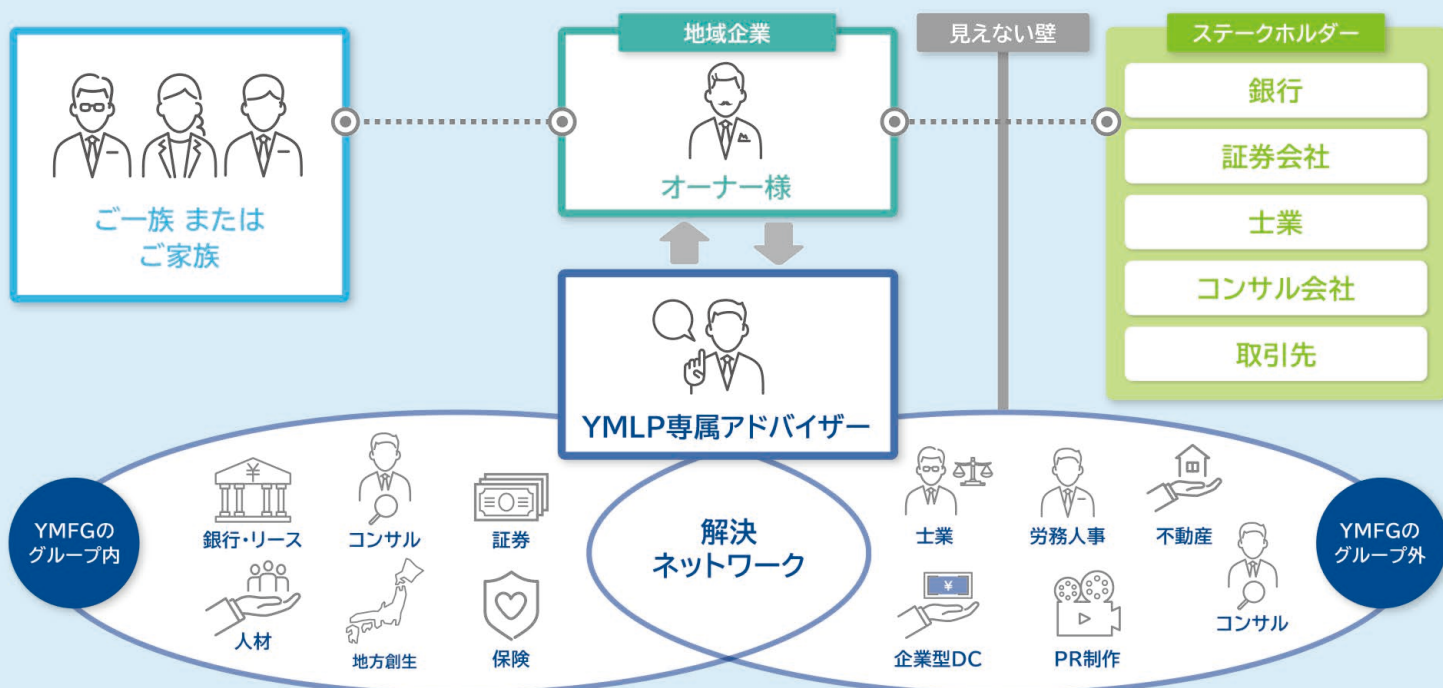 地域企業
見えない壁
ステークホルダー
ご一族 または
ご家族
オーナー様
銀行
証券会社
士業
コンサル会社
取引先
YMLP専属アドバイザー
YMFGの
グループ内
¥
銀行・リース
コンサル
証券
人材
地方創生
保険
解決
ネットワーク
士業
労務人事
不動産
¥
企業型DC
PR制作
コンサル
YMFGの
グループ外